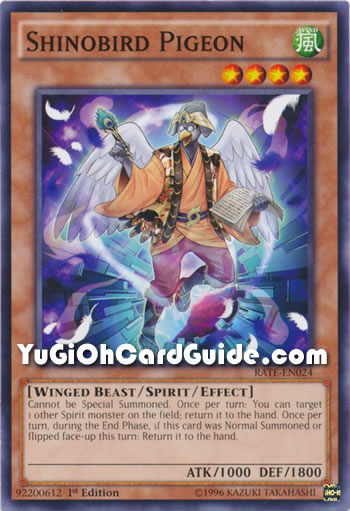 SHINOBIRD PIGEON
WIND
風
YuGiOhCardGuide.com
RATE-EN024
[WINGED BEAST/SPIRIT/EFFECT]
Cannot be Special Summoned. Once per turn: You can target
1 other Spirit monster on the field; return it to the hand. Once per
turn, during the End Phase, if this card was Normal Summoned or
flipped face-up this turn: Return it to the hand.
ATK/1000 DEF/1800
92200612 1st Edition ©1996 KAZUKI TAKAHASHI